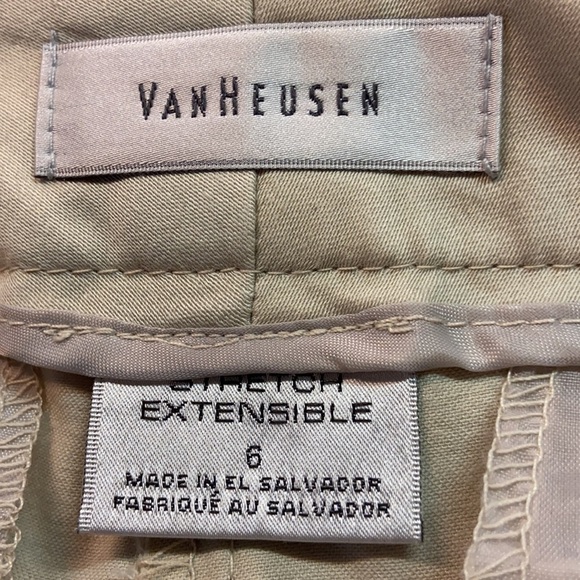 VANHEUSEN
STRETCH
EXTENSIBLE
6
MADE IN EL SALVADOR
FABRIQUÉ AU SALVADOR